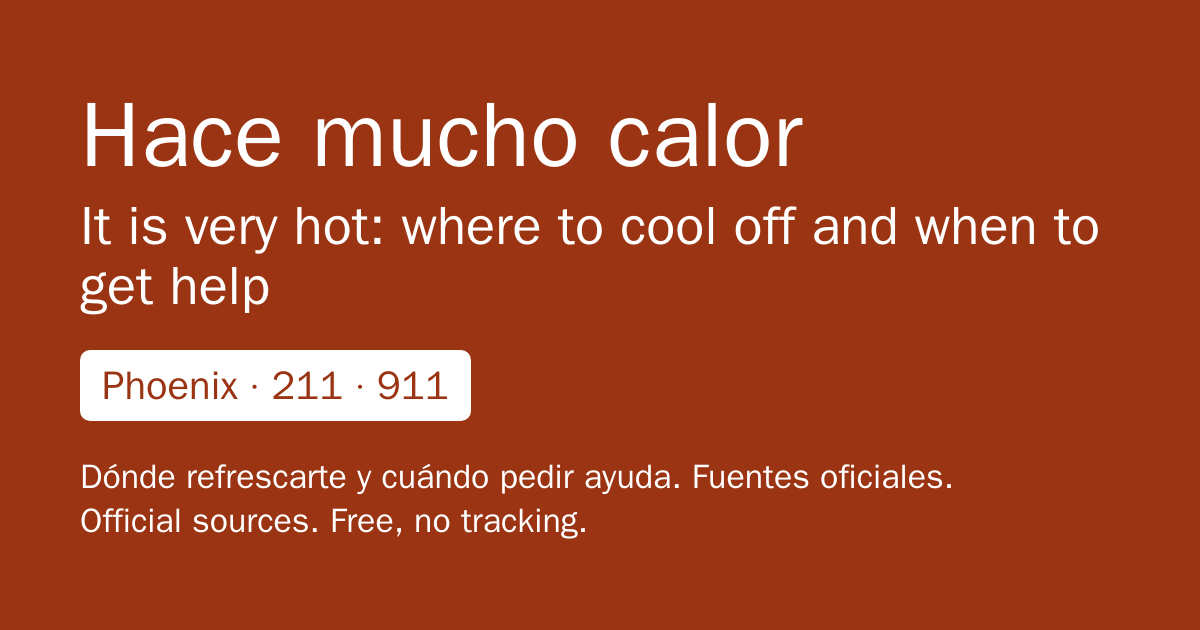 Hace mucho calor
It is very hot: where to cool off and when to
get help
Phoenix · 211 · 911
Dónde refrescarte y cuándo pedir ayuda. Fuentes oficiales.
Official sources. Free, no tracking.